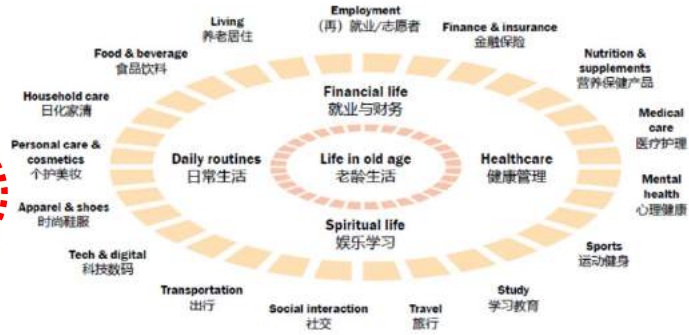 Employment
(再) 就业/志愿者
Living
养老居住
Finance & insurance
金融保险
Food & beverage
食品饮料
Nutrition &
supplements
营养保健产品
Financial life
就业与财务
Household care
日化家清
Medical
care
医疗护理
Personal care &
cosmetics
个护美妆
Daily routines
日常生活
Life in old age
老龄生活
Healthcare
健康管理
Mental
health
心理健康
Apparel & shoes
时尚鞋服
Spiritual life
娱乐学习
Sports
运动健身
Tech & digital
科技数码
Transportation
出行
Study
学习教育
Social interaction
社交
Travel
旅行